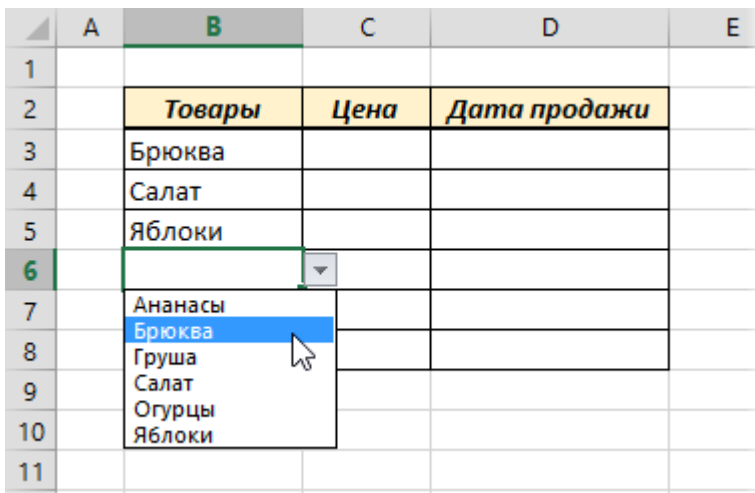 A B C D E
1
2 Товары Цена Дата продажи
3 Брюква
4 Салат
5 Яблоки
6
7 Ананасы
Брюква
8 Груша
9 Салат
Огурцы
10 Яблоки
11